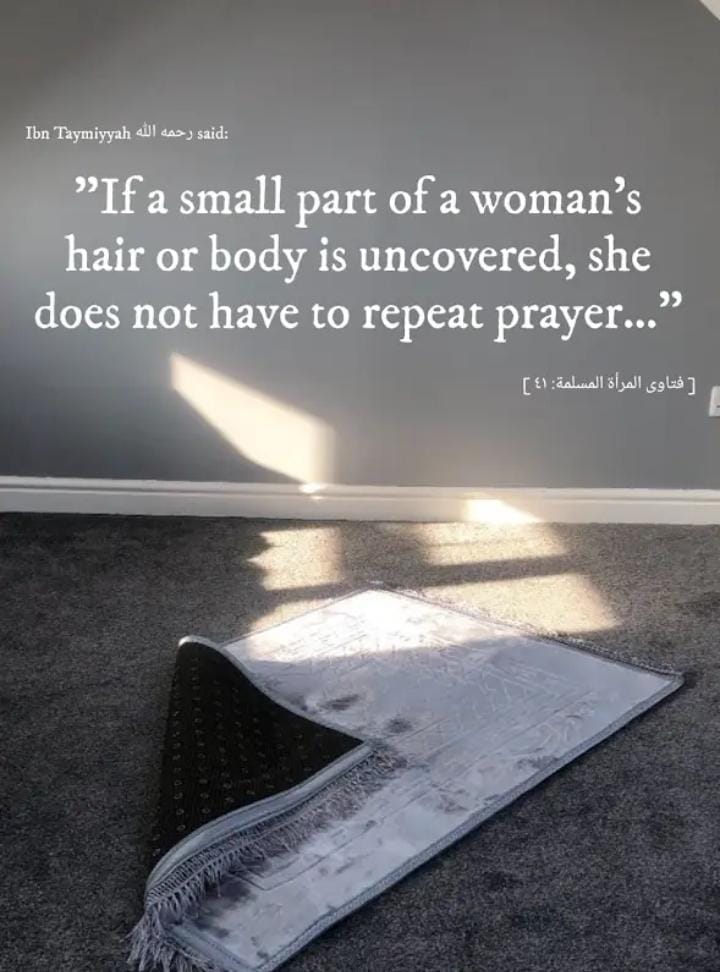 Ibn Taymiyyah رحمه الله said:
”If a small part of a woman’s
hair or body is uncovered, she
does not have to repeat prayer...”
[ فتاوى المرأة المسلمة: ٤١ ]